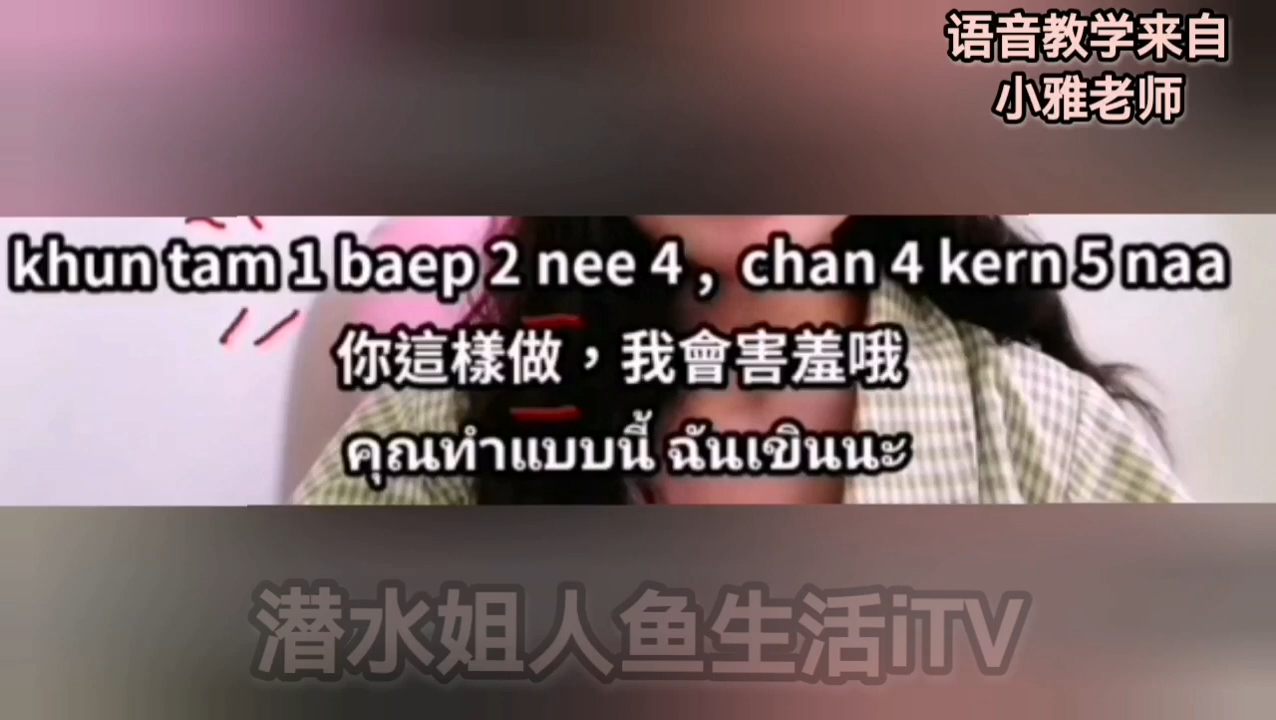 语音教学来自
小雅老师
khun tam 1 baep 2 nee 4 , chan 4 kern 5 naa
你這樣做，我會害羞哦
คุณทำแบบนี้ ฉันเขินนะ
潜水姐人鱼生活iTV